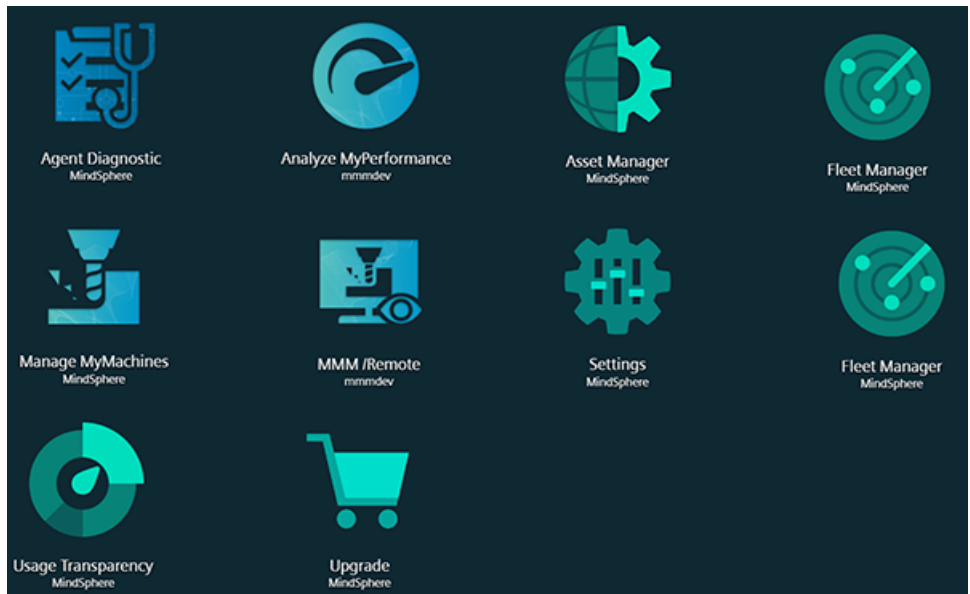 Agent Diagnostic
MindSphere
Analyze MyPerformance
mmmdev
Asset Manager
MindSphere
Fleet Manager
MindSphere
Manage MyMachines
MindSphere
MMM /Remote
mmmdev
Settings
MindSphere
Fleet Manager
MindSphere
Usage Transparency
MindSphere
Upgrade
MindSphere